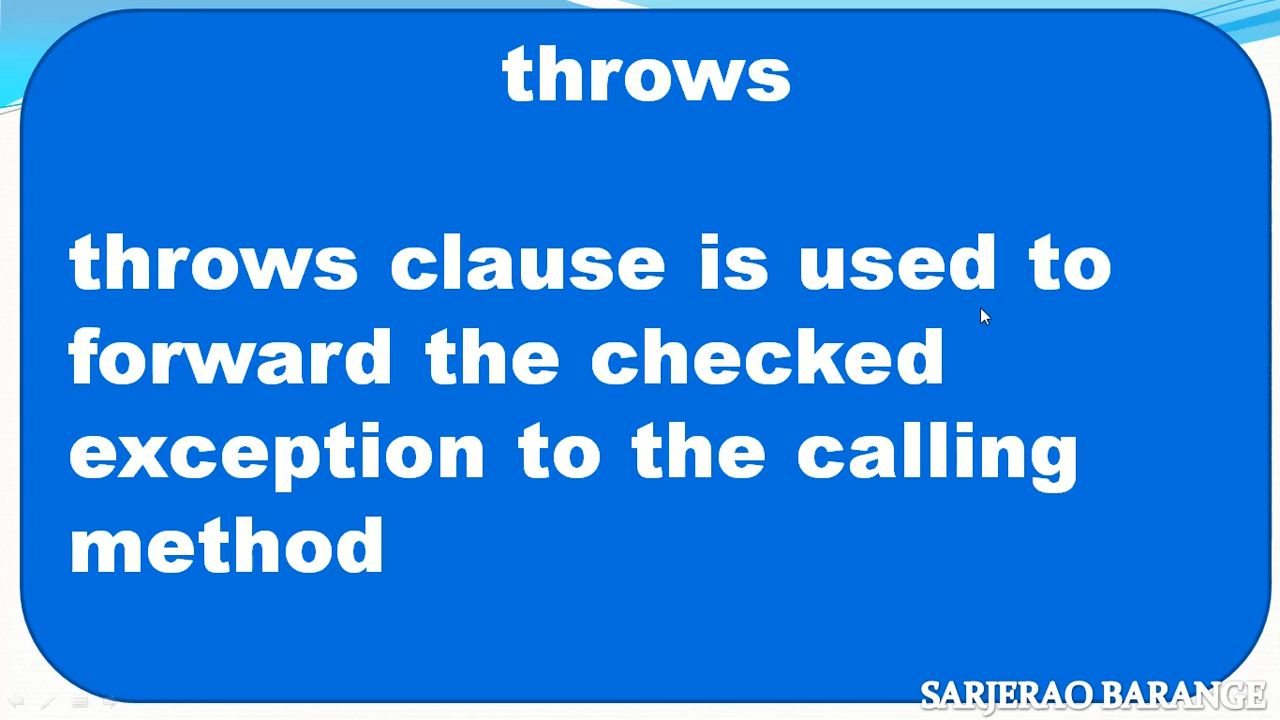 throws
throws clause is used to
forward the checked
exception to the calling
method
SARJERAO BARANGE